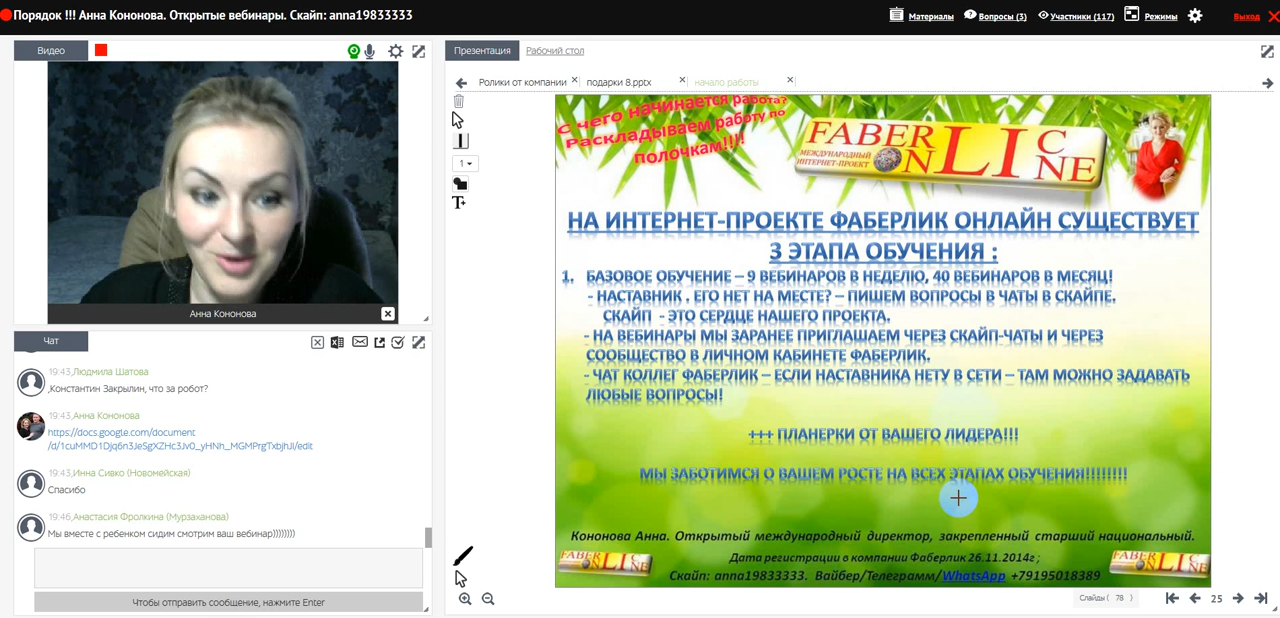 Порядок !!! Анна Кононова. Открытые вебинары. Скайп: anna19833333
Материалы
Вопросы (3)
Участники (117)
Режимы
Выход
Видео
Анна Кононова
Чат
19:43, Людмила Шатова
,Константин Закрылин, что за робот?
19:43, Анна Кононова
https://docs.google.com/document
/d/1cuMMD1Djq6n3JeSgXZHc3Jv0_yHNh_MGMPrgTxbjhJI/edit
19:43, Инна Сивко (Новомейская)
Спасибо
19:46, Анастасия Фролкина (Мурзаханова)
Мы вместе с ребенком сидим смотрим ваш вебинар))))))))
Чтобы отправить сообщение, нажмите Enter
Презентация
Рабочий стол
Ролики от компании
подарки 8.pptx
начало работы
1
С чего начинается работа?
Раскладываем работу по
полочкам!!!!
FABERLIC
ONLINE
МЕЖДУНАРОДНЫЙ
ИНТЕРНЕТ-ПРОЕКТ
НА ИНТЕРНЕТ-ПРОЕКТЕ ФАБЕРЛИК ОНЛАЙН СУЩЕСТВУЕТ
3 ЭТАПА ОБУЧЕНИЯ :
1. БАЗОВОЕ ОБУЧЕНИЕ – 9 ВЕБИНАРОВ В НЕДЕЛЮ, 40 ВЕБИНАРОВ В МЕСЯЦ!
- НАСТАВНИК . ЕГО НЕТ НА МЕСТЕ? – ПИШЕМ ВОПРОСЫ В ЧАТЫ В СКАЙПЕ.
СКАЙП - ЭТО СЕРДЦЕ НАШЕГО ПРОЕКТА.
- НА ВЕБИНАРЫ МЫ ЗАРАНЕЕ ПРИГЛАШАЕМ ЧЕРЕЗ СКАЙП-ЧАТЫ И ЧЕРЕЗ
СООБЩЕСТВО В ЛИЧНОМ КАБИНЕТЕ ФАБЕРЛИК.
- ЧАТ КОЛЛЕГ ФАБЕРЛИК – ЕСЛИ НАСТАВНИКА НЕТУ В СЕТИ – ТАМ МОЖНО ЗАДАВАТЬ
ЛЮБЫЕ ВОПРОСЫ!
+++ ПЛАНЕРКИ ОТ ВАШЕГО ЛИДЕРА!!!
МЫ ЗАБОТИМСЯ О ВАШЕМ РОСТЕ НА ВСЕХ ЭТАПАХ ОБУЧЕНИЯ!!!!!!!!!
Кононова Анна. Открытый международный директор, закрепленный старший национальный.
Дата регистрации в компании Фаберлик 26.11.2014г;
Скайп: anna19833333. Вайбер/Телеграмм/WhatsApp +79195018389
FABERLIC
ONLINE
FABERLIC
ONLINE
Слайды ( 78 )
25